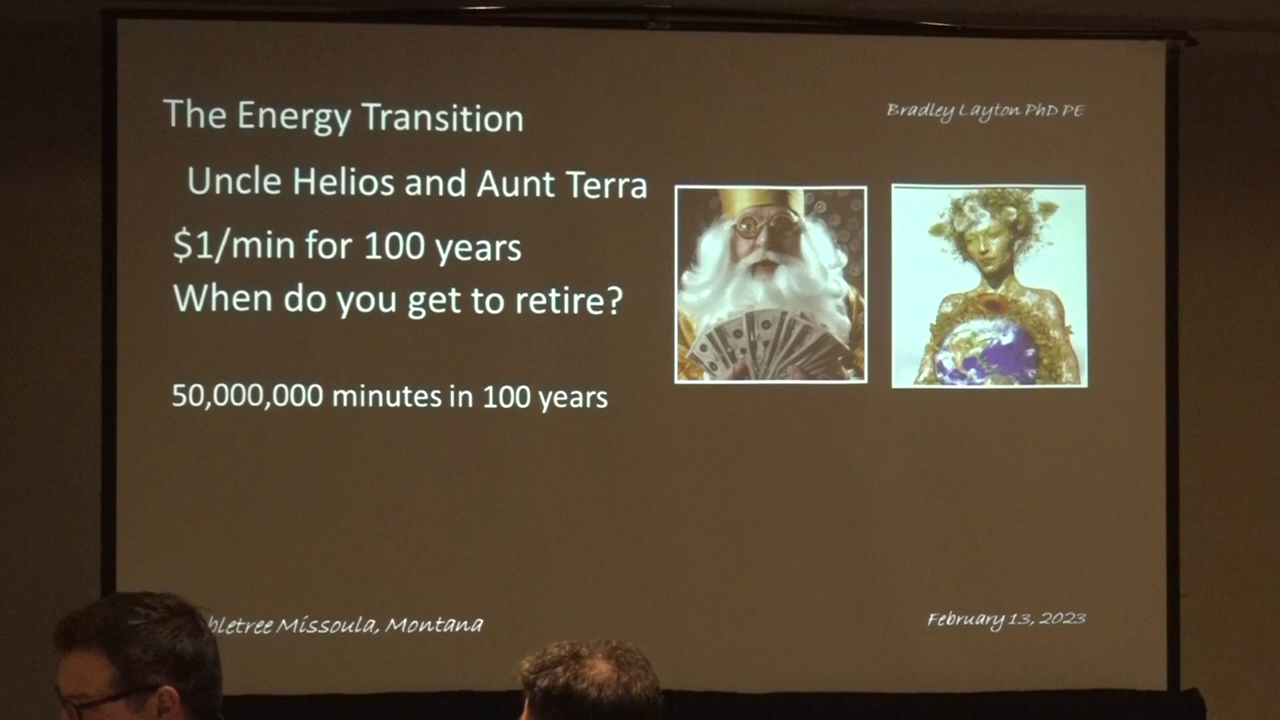 The Energy Transition
Bradley Layton PhD PE
Uncle Helios and Aunt Terra
$1/min for 100 years
When do you get to retire?
50,000,000 minutes in 100 years
Missoula, Montana
February 13, 2023